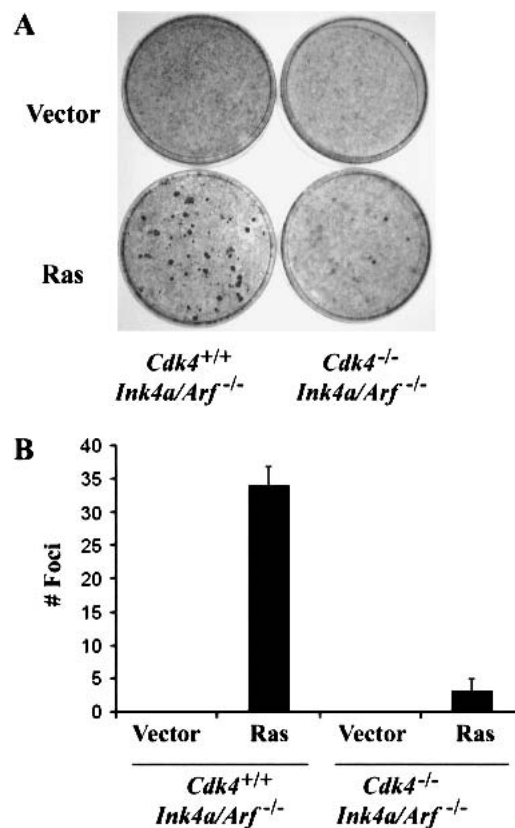 A
Vector
Ras
Cdk4+/+ Cdk4-/-
Ink4a/Arf -/- Ink4a/Arf -/-
B
# Foci
40
35
30
25
20
15
10
5
0
Vector Ras Vector Ras
Cdk4+/+ Cdk4-/-
Ink4a/Arf -/- Ink4a/Arf -/-